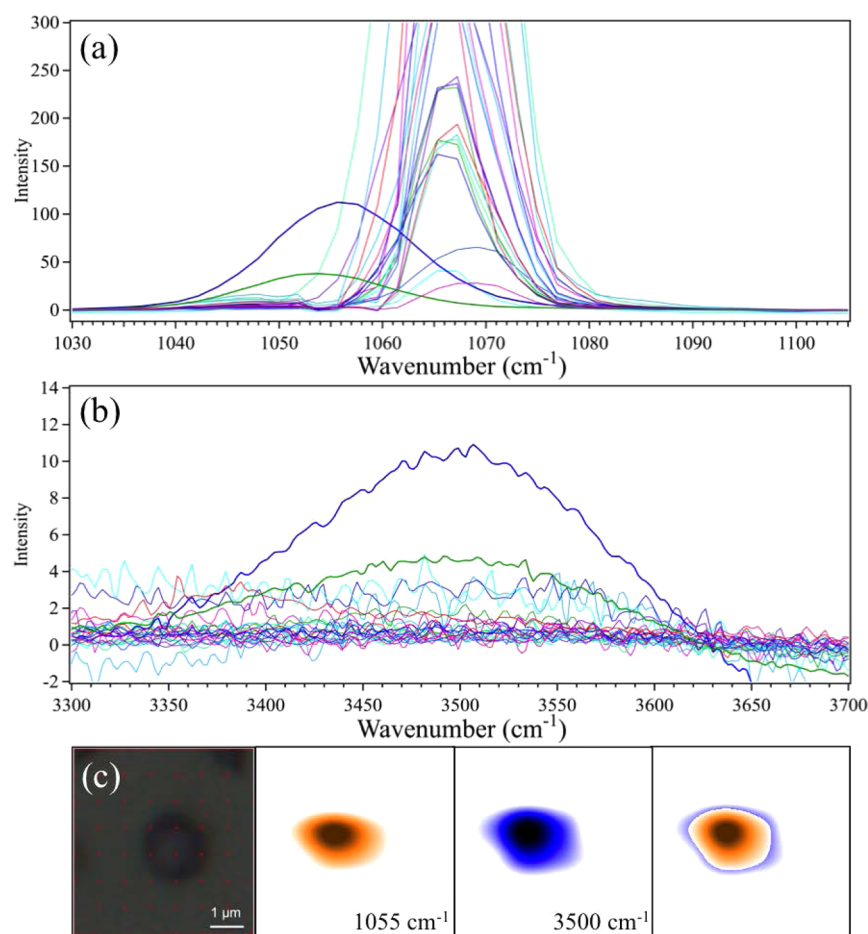 (a)
300
250
200
150
100
50
0
Intensity
1030 1040 1050 1060 1070 1080 1090 1100
Wavenumber (cm⁻¹)
(b)
14
12
10
8
6
4
2
0
-2
Intensity
3300 3350 3400 3450 3500 3550 3600 3650 3700
Wavenumber (cm⁻¹)
(c)
1 µm
1055 cm⁻¹
3500 cm⁻¹